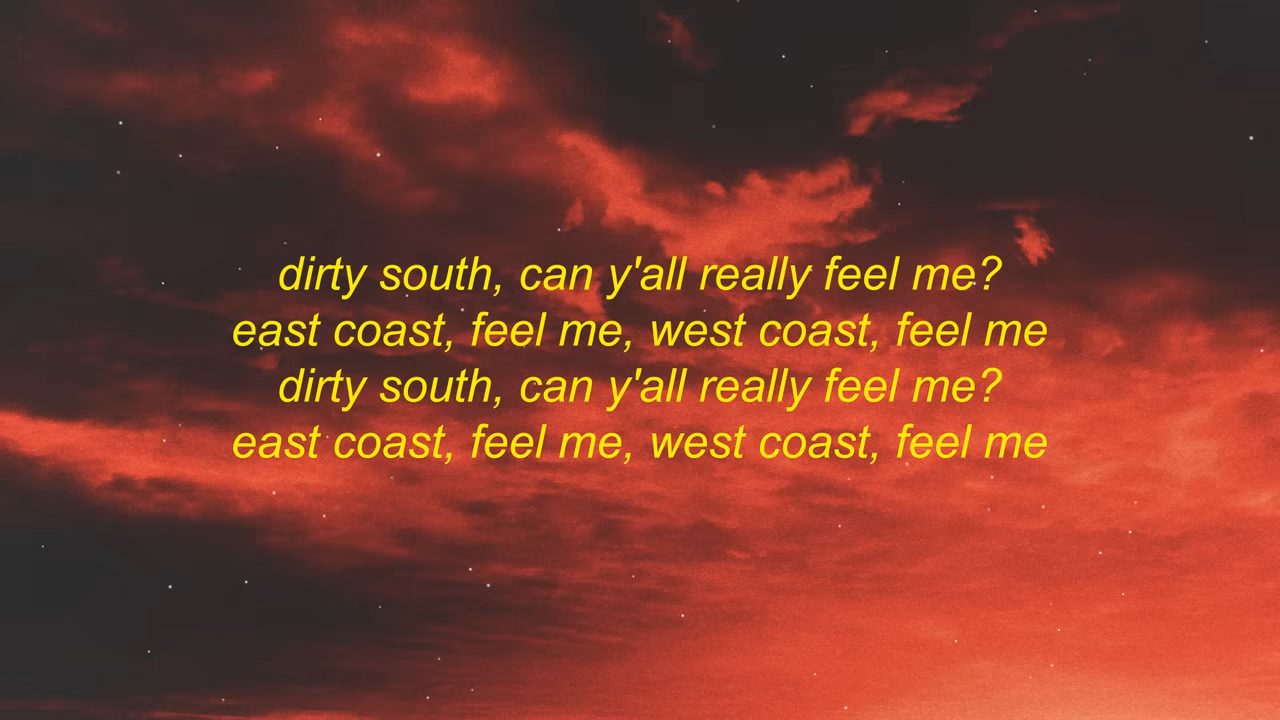 dirty south, can y'all really feel me?
east coast, feel me, west coast, feel me
dirty south, can y'all really feel me?
east coast, feel me, west coast, feel me